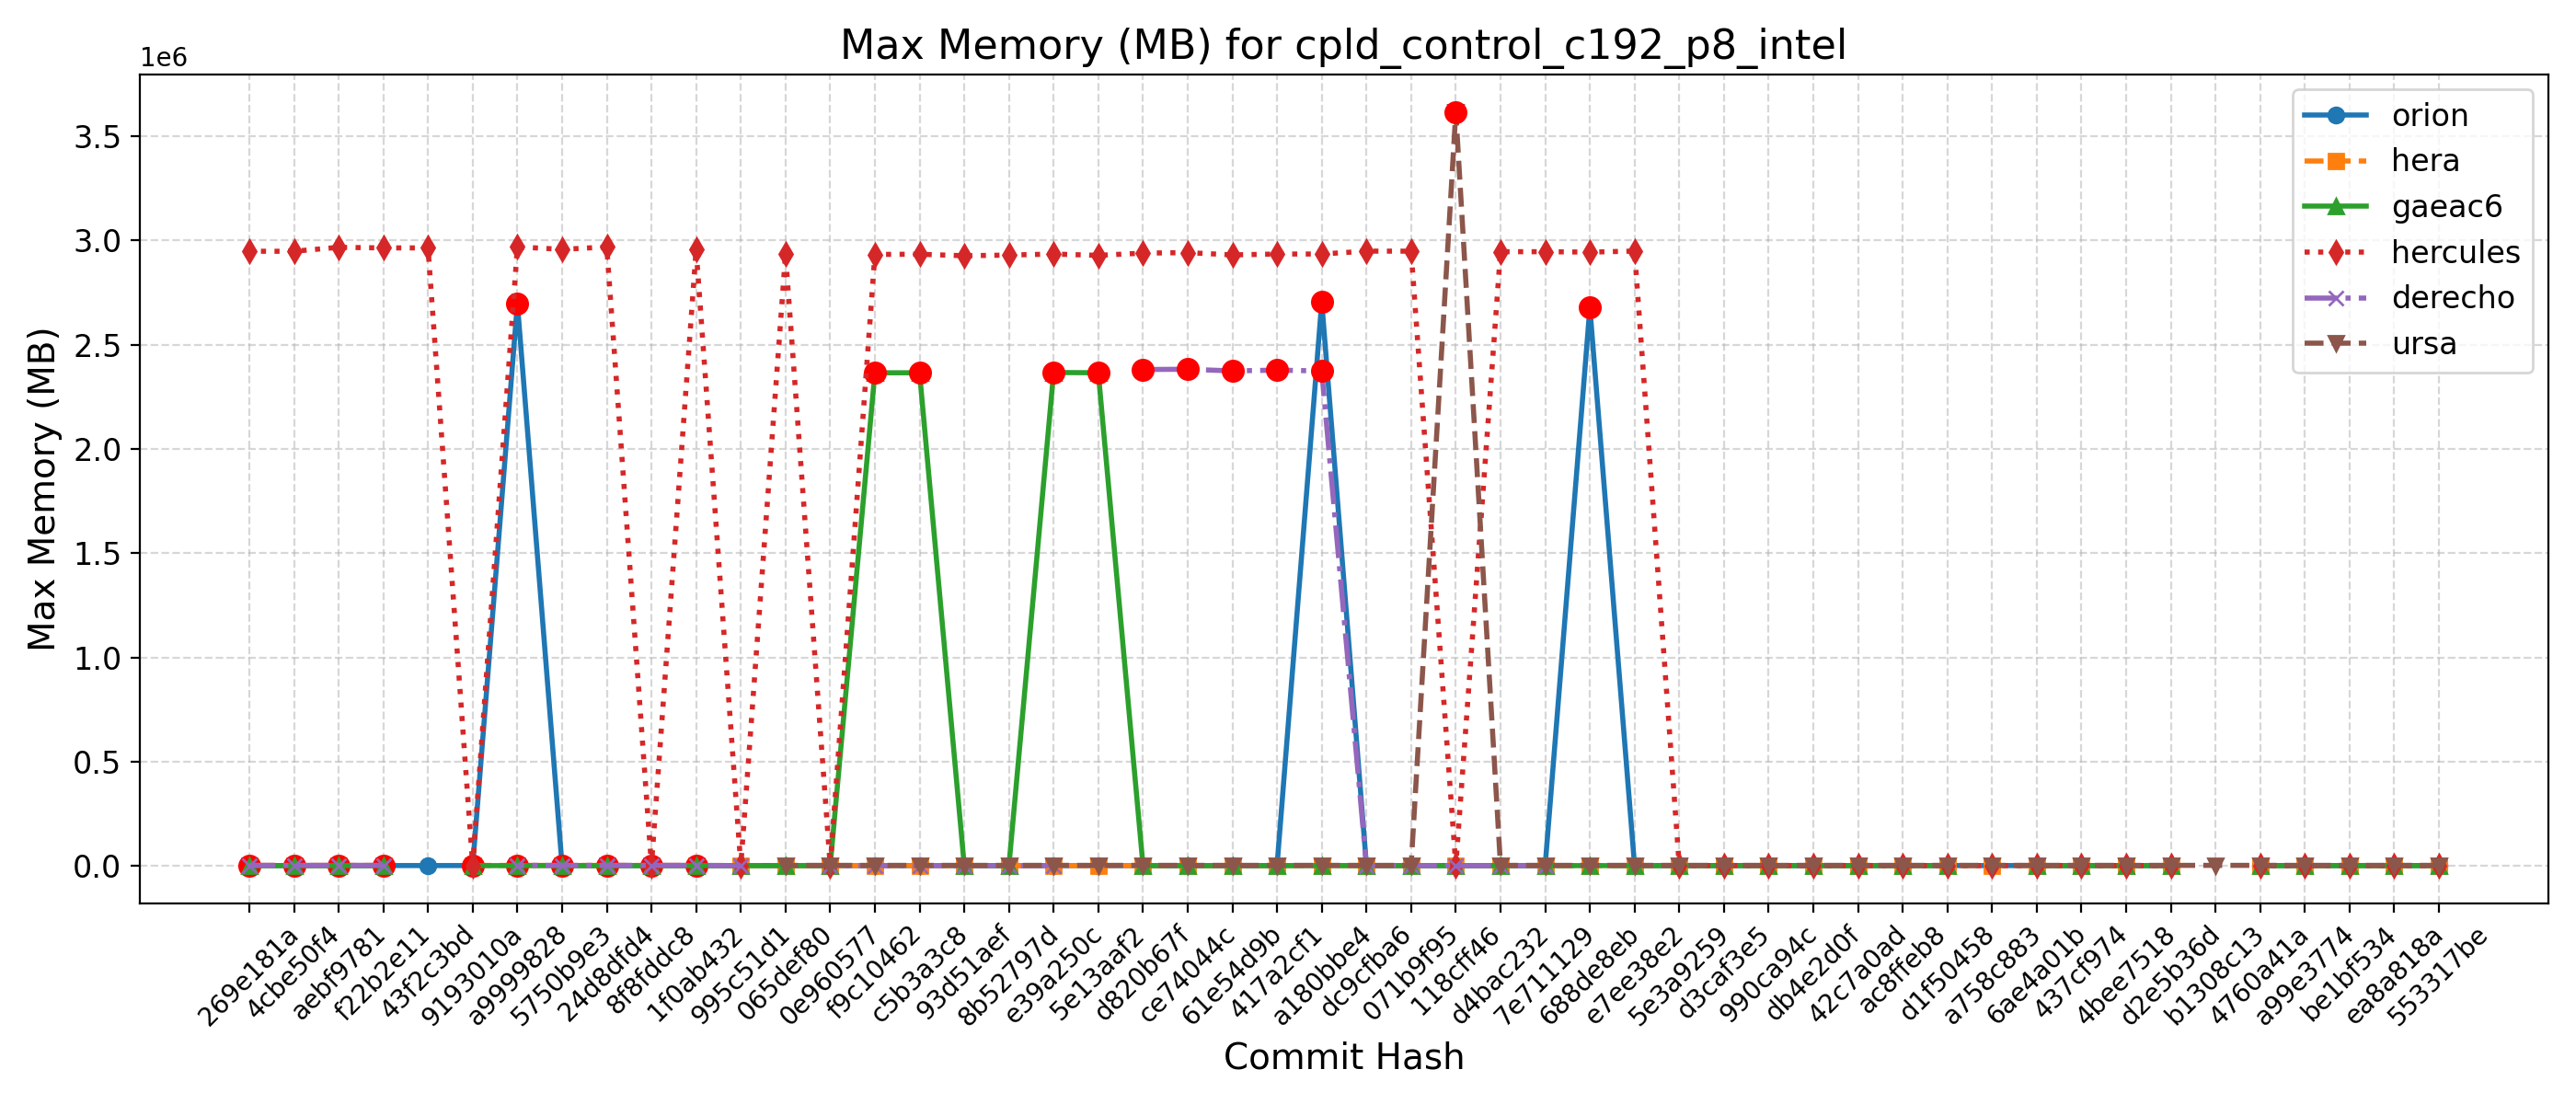 Max Memory (MB) for cpld_control_c192_p8_intel
1e6
3.5
3.0
2.5
2.0
1.5
1.0
0.5
0.0
Max Memory (MB)
orion
hera
gaeac6
hercules
derecho
ursa
269e181a
4cbe50f4
aebf9781
f22b2e11
43f2c3bd
9193010a
a9999828
5750b9e3
24d8dfd4
8f8fddc8
1f0ab432
995c51d1
065def80
0e960577
f9c10462
c5b3a3c8
93d51aef
8b52797d
e39a250c
5e13aaf2
d820b67f
ce74044c
61e54d9b
417a2cf1
a180bbe4
dc9cfba6
071b9f95
118cff46
d4bac232
7e711129
688de8eb
e7ee38e2
5e3a9259
d3caf3e5
990ca94c
db4e2d0f
42c7a0ad
ac8ffeb8
d1f50458
a758c883
6ae4a01b
437cf974
4bee7518
d2e5b36d
b1308c13
4760a41a
a99e3774
be1bf534
ea8a818a
553317be
Commit Hash